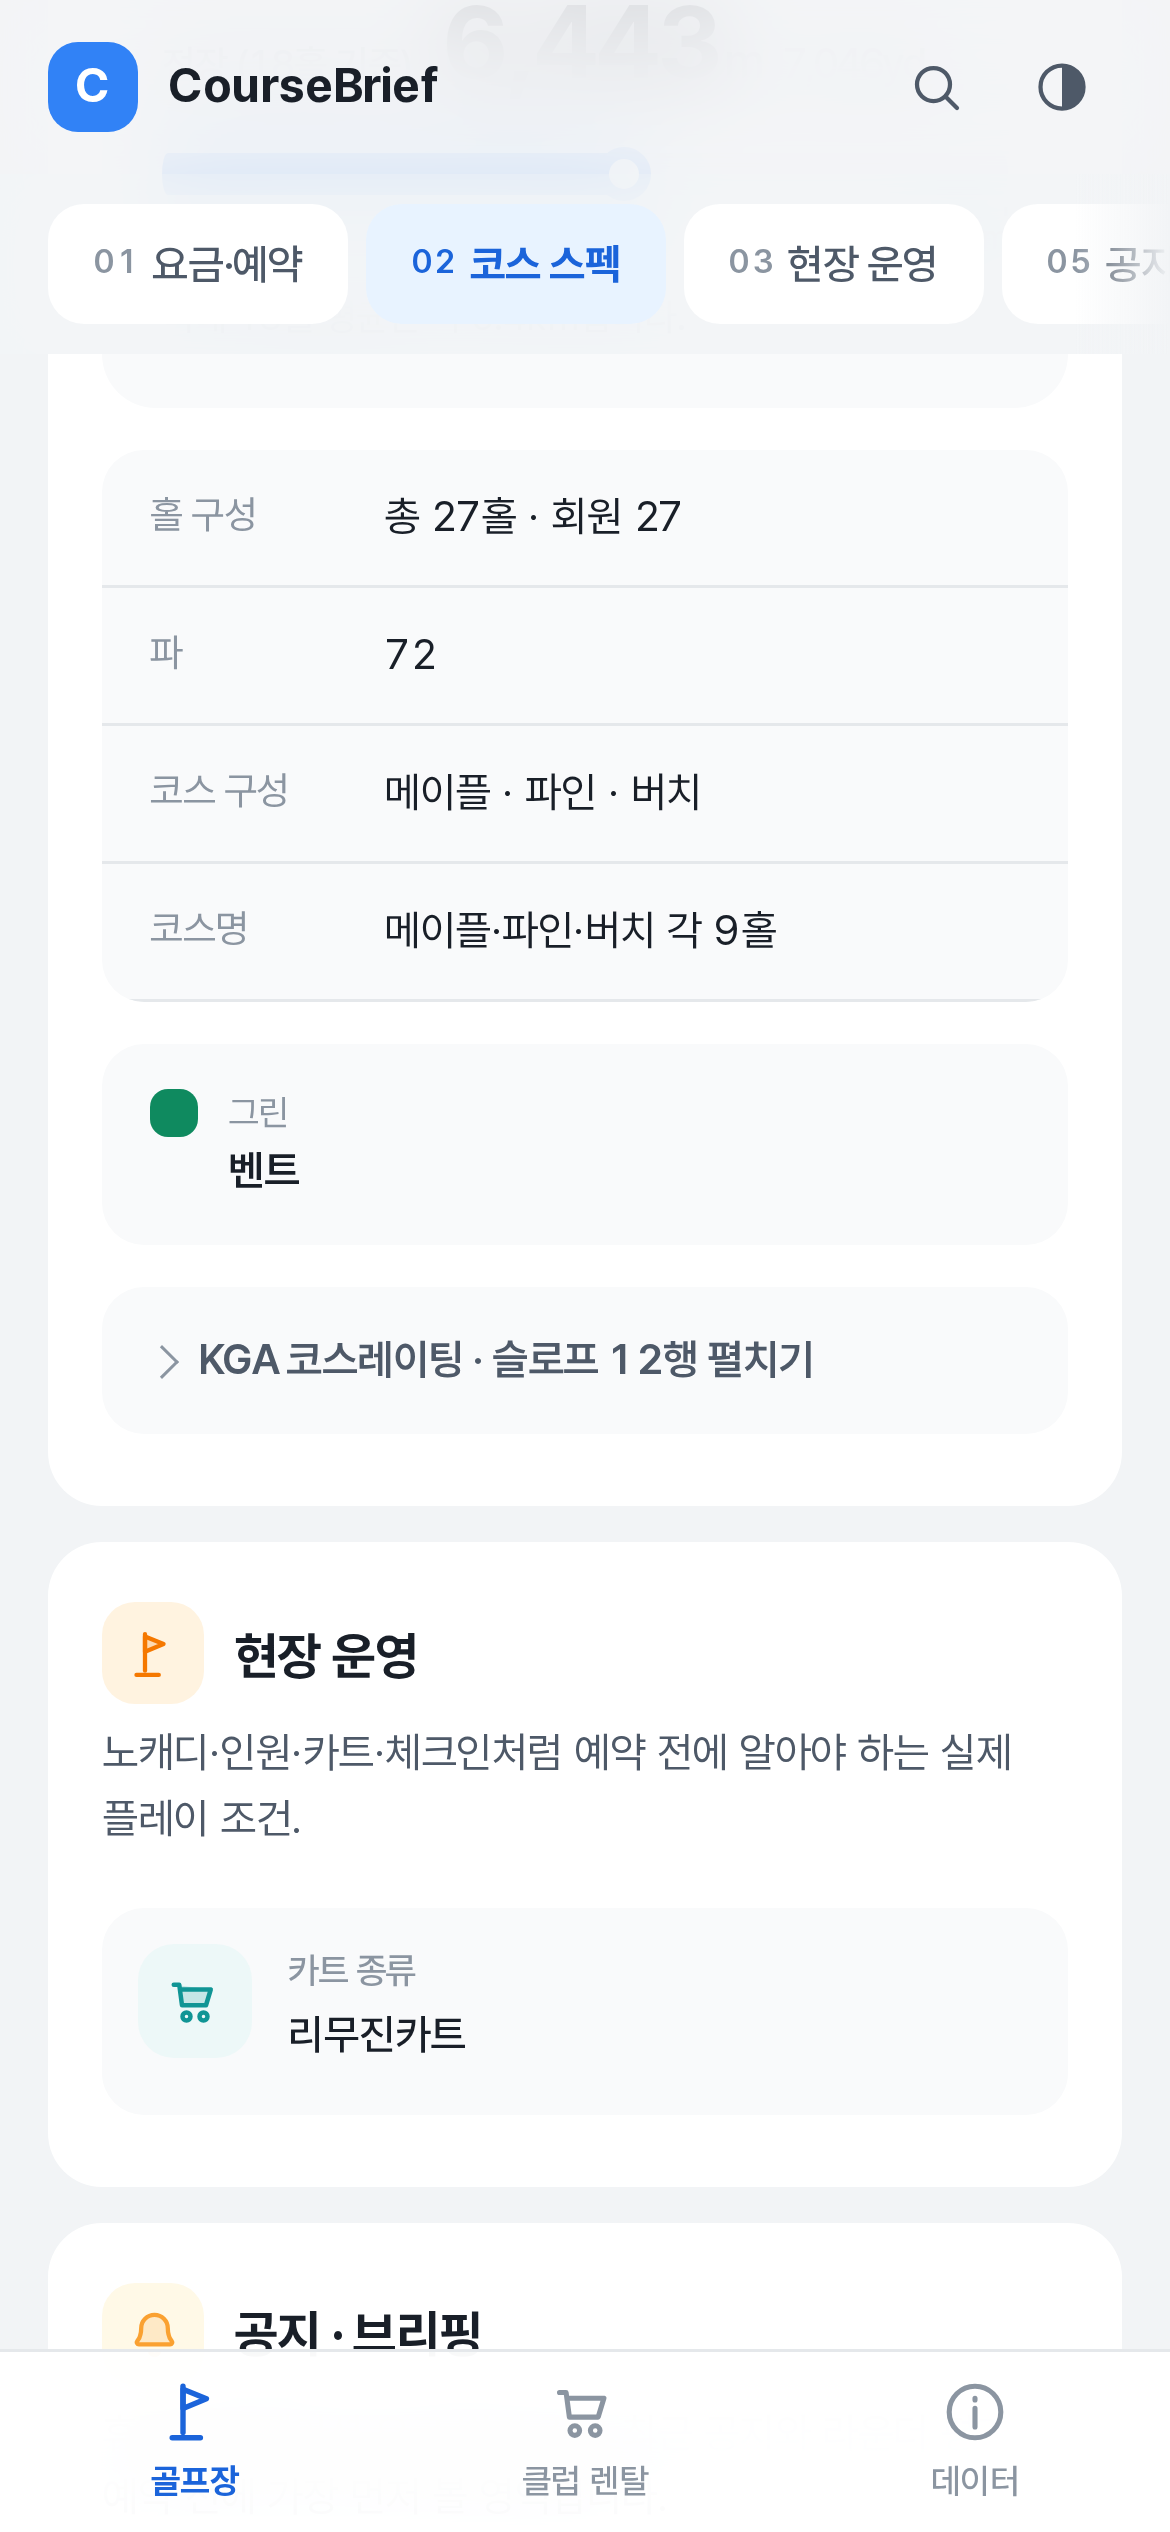 6,443
C CourseBrief
01 요금·예약 02 코스 스펙 03 현장 운영 05 공지
홀 구성 총 27홀 · 회원 27
파 72
코스 구성 메이플 · 파인 · 버치
코스명 메이플·파인·버치 각 9홀
그린
벤트
KGA 코스레이팅 · 슬로프 12행 펼치기
현장 운영
노캐디·인원·카트·체크인처럼 예약 전에 알아야 하는 실제
플레이 조건.
카트 종류
리무진카트
공지 · 브리핑
골프장 클럽 렌탈 데이터